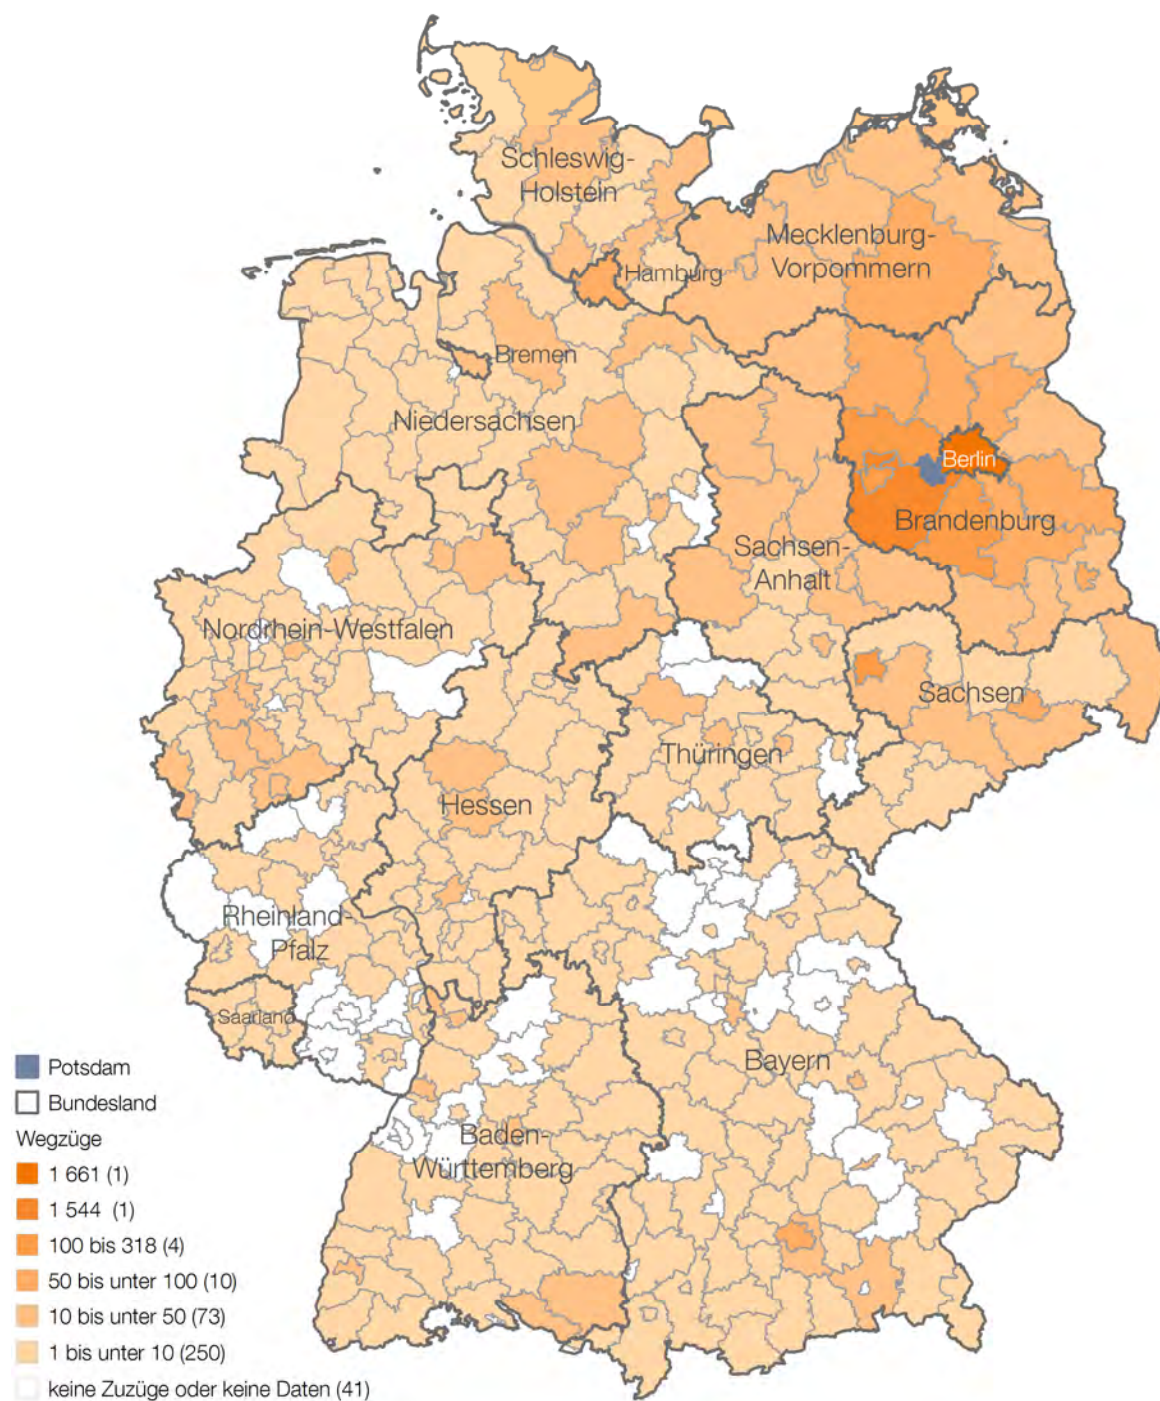 Schleswig-
Holstein
Mecklenburg-
Vorpommern
Hamburg
Bremen
Niedersachsen
Berlin
Brandenburg
Sachsen-
Anhalt
Nordrhein-Westfalen
Sachsen
Thüringen
Hessen
Rheinland-
Pfalz
Saarland
Bayern
Baden-
Württemberg
Potsdam
Bundesland
Wegzüge
1 661 (1)
1 544 (1)
100 bis 318 (4)
50 bis unter 100 (10)
10 bis unter 50 (73)
1 bis unter 10 (250)
keine Zuzüge oder keine Daten (41)